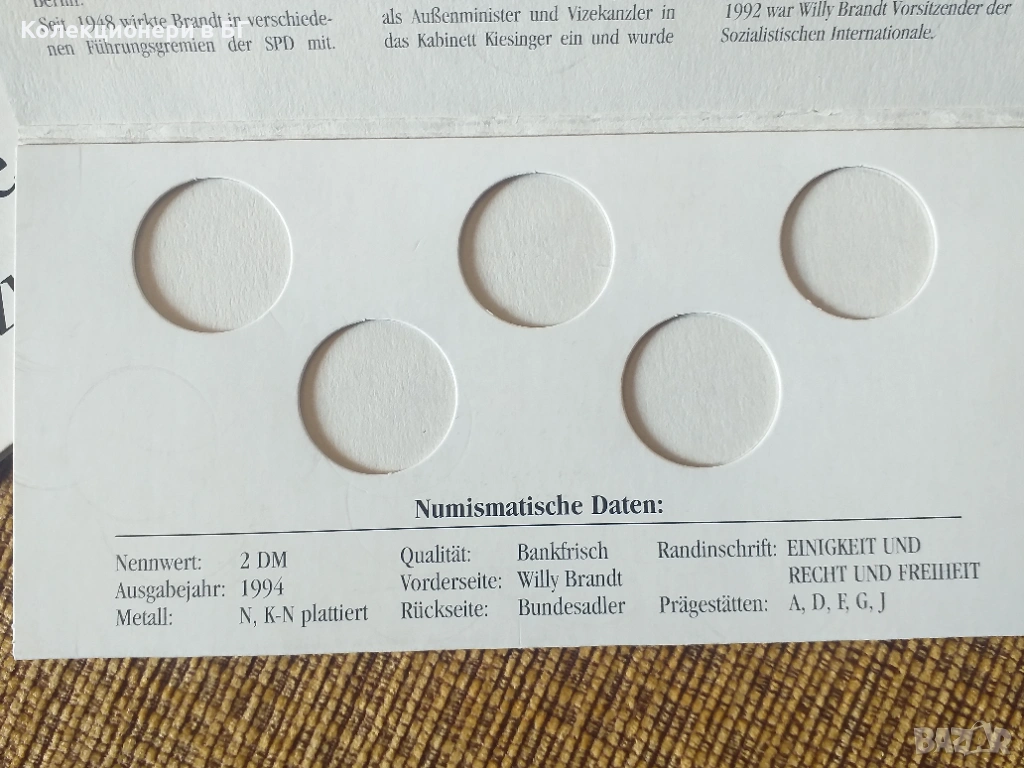 Berlin.
Seit 1948 wirkte Brandt in verschiede-
nen Führungsgremien der SPD mit.
als Außenminister und Vizekanzler in
das Kabinett Kiesinger ein und wurde
1992 war Willy Brandt Vorsitzender der
Sozialistischen Internationale.
Колекционери в БГ
Numismatische Daten:
Nennwert: 2 DM
Ausgabejahr: 1994
Metall: N, K-N plattiert
Qualität: Bankfrisch
Vorderseite: Willy Brandt
Rückseite: Bundesadler
Randinschrift: EINIGKEIT UND
RECHT UND FREIHEIT
Prägestätten: A, D, F, G, J
BAZAR